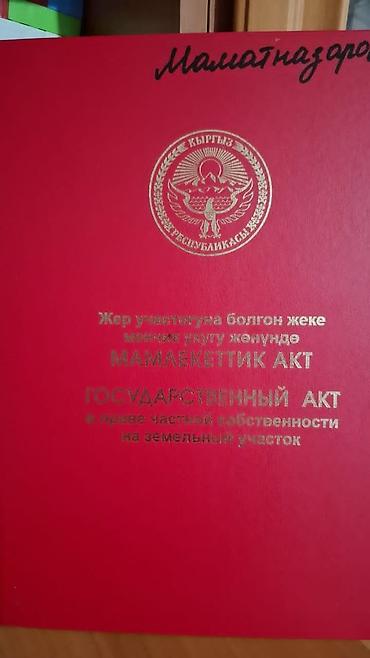 Маматназаров
КЫРГЫЗ
РЕСПУБЛИКАСЫ
Жер участогуна болгон жеке
менчик укугу жөнүндө
МАМЛЕКЕТТИК АКТ
ГОСУДАРСТВЕННЫЙ АКТ
о праве частной собственности
на земельный участок